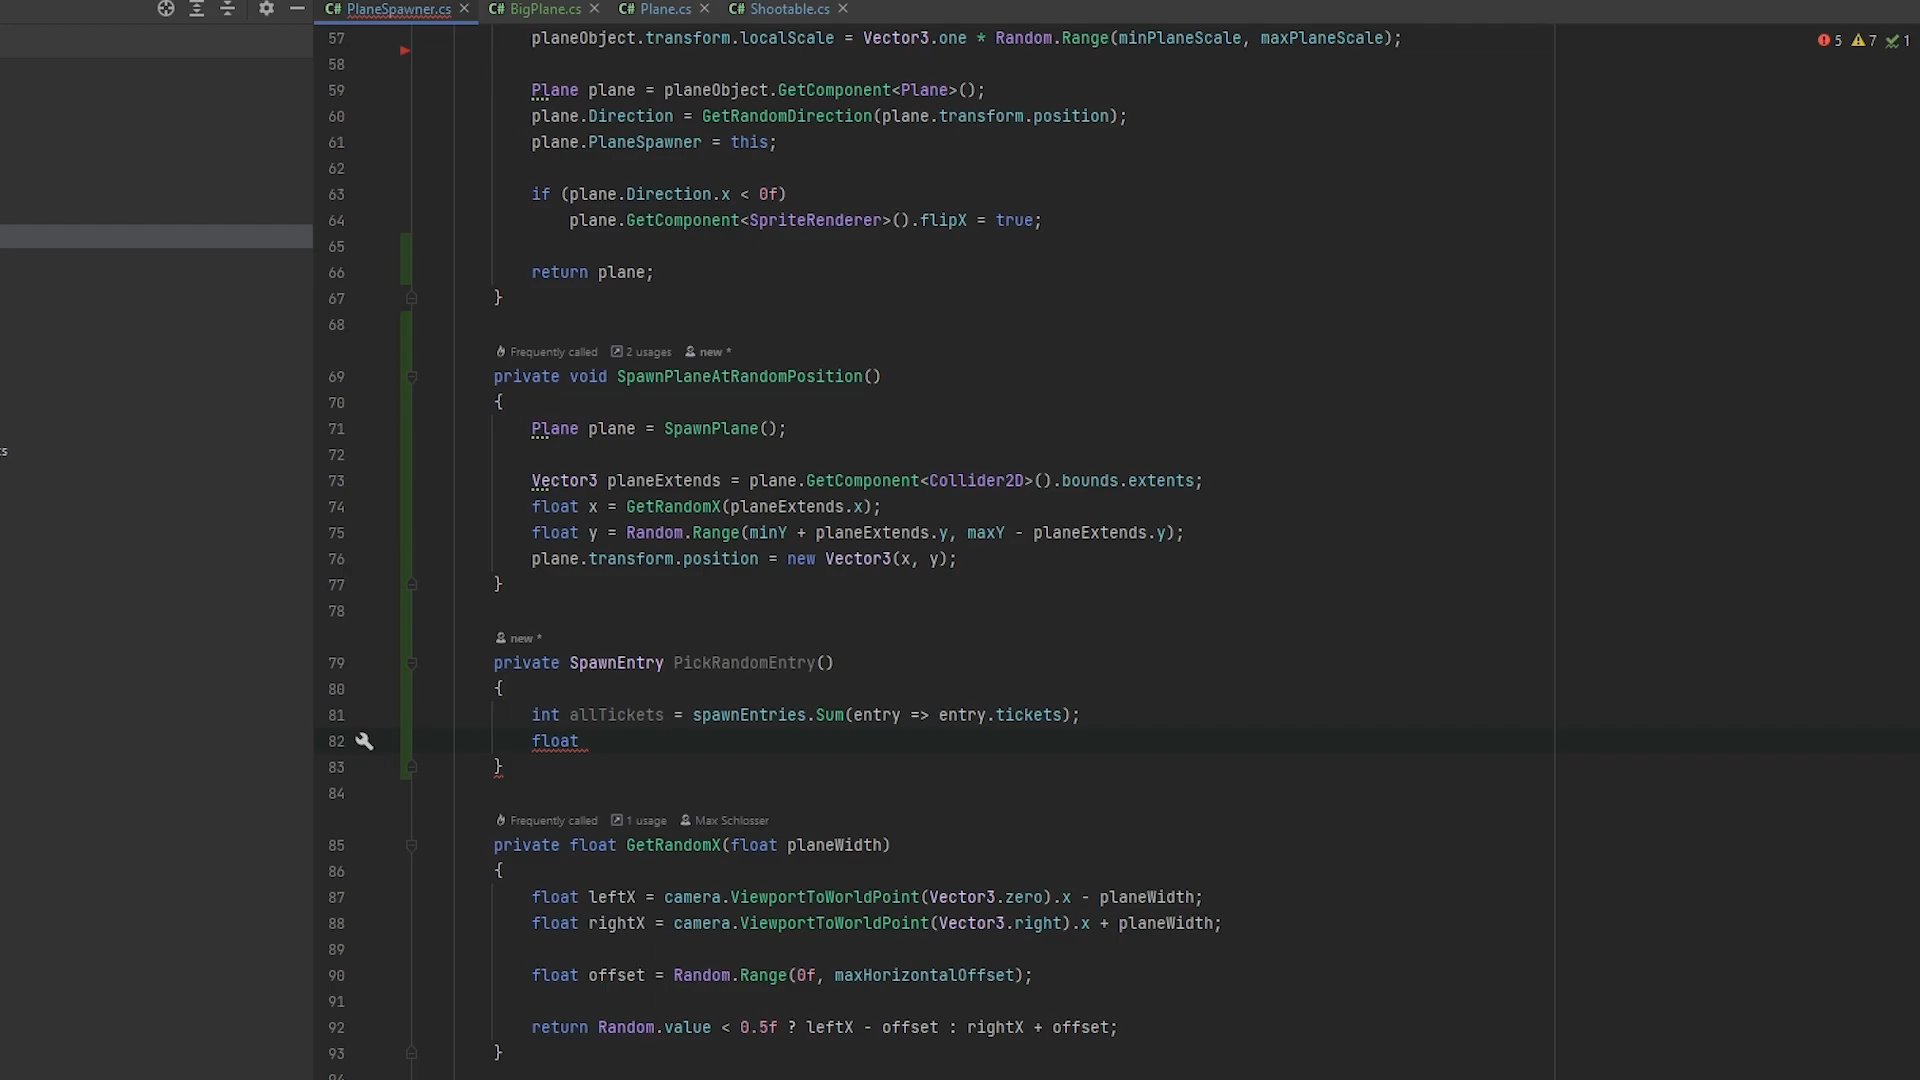 C# PlaneSpawner.cs C# BigPlane.cs C# Plane.cs C# Shootable.cs
5 7 1
57 planeObject.transform.localScale = Vector3.one * Random.Range(minPlaneScale, maxPlaneScale);
58
59 Plane plane = planeObject.GetComponent<Plane>();
60 plane.Direction = GetRandomDirection(plane.transform.position);
61 plane.PlaneSpawner = this;
62
63 if (plane.Direction.x < 0f)
64 plane.GetComponent<SpriteRenderer>().flipX = true;
65
66 return plane;
67 }
68
Frequently called 2 usages new *
69 private void SpawnPlaneAtRandomPosition()
70 {
71 Plane plane = SpawnPlane();
72
73 Vector3 planeExtends = plane.GetComponent<Collider2D>().bounds.extents;
74 float x = GetRandomX(planeExtends.x);
75 float y = Random.Range(minY + planeExtends.y, maxY - planeExtends.y);
76 plane.transform.position = new Vector3(x, y);
77 }
78
new *
79 private SpawnEntry PickRandomEntry()
80 {
81 int allTickets = spawnEntries.Sum(entry => entry.tickets);
82 float
83 }
84
Frequently called 1 usage Max Schlosser
85 private float GetRandomX(float planeWidth)
86 {
87 float leftX = camera.ViewportToWorldPoint(Vector3.zero).x - planeWidth;
88 float rightX = camera.ViewportToWorldPoint(Vector3.right).x + planeWidth;
89
90 float offset = Random.Range(0f, maxHorizontalOffset);
91
92 return Random.value < 0.5f ? leftX - offset : rightX + offset;
93 }